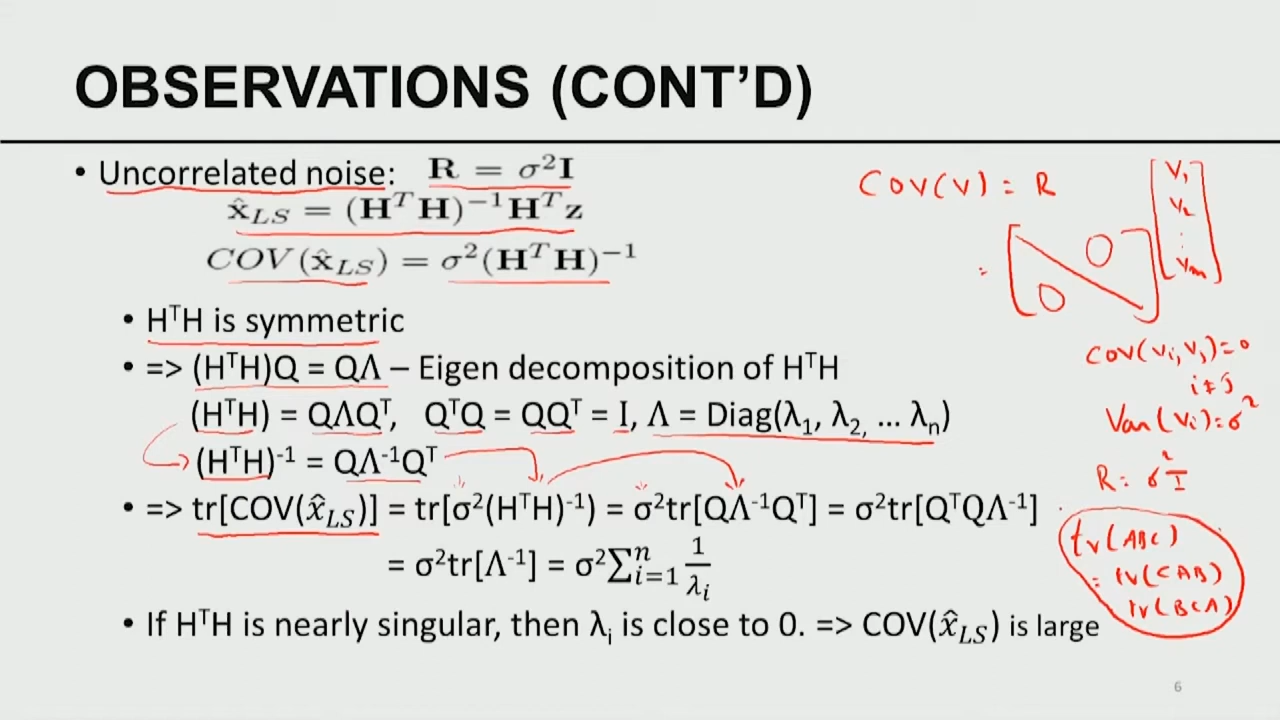 OBSERVATIONS (CONT’D)
• Uncorrelated noise: R = σ²I
x̂_LS = (HᵀH)⁻¹Hᵀz
COV(x̂_LS) = σ²(HᵀH)⁻¹
• HᵀH is symmetric
• => (HᵀH)Q = QΛ – Eigen decomposition of HᵀH
(HᵀH) = QΛQᵀ, QᵀQ = QQᵀ = I, Λ = Diag(λ₁, λ₂, … λₙ)
(HᵀH)⁻¹ = QΛ⁻¹Qᵀ
• => tr[COV(x̂_LS)] = tr[σ²(HᵀH)⁻¹) = σ²tr[QΛ⁻¹Qᵀ] = σ²tr[QᵀQΛ⁻¹]
= σ²tr[Λ⁻¹] = σ²∑ᵢ₌₁ⁿ 1/λᵢ
• If HᵀH is nearly singular, then λᵢ is close to 0. => COV(x̂_LS) is large
COV(V) = R
V₁
V₂
⋮
Vₘ
= [0 0]
COV(Vᵢ, Vⱼ) = 0
i ≠ j
Var(Vᵢ) = σ²
R = σ² I
tr(ABC)
= tr(CAB)
tr(BCA)
6